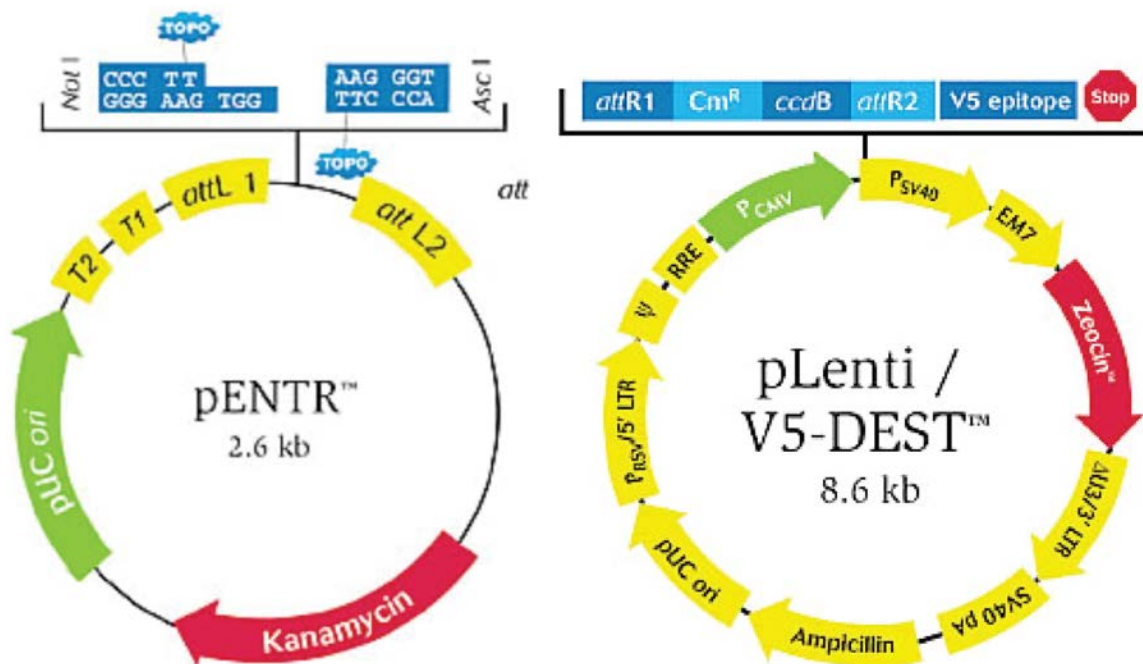 TOPO
Not I
CCC TT
GGG AAG TGG
AAG GGT
TTC CCA
Asc I
TOPO
attL 1
att L2
T1
T2
pUC ori
Kanamycin
pENTR™
2.6 kb
att
attR1 CmR ccdB attR2 V5 epitope Stop
PCMV
PSV40
EM7
Zeocin™
ΔU3/3' LTR
SV40 pA
Ampicillin
pUC ori
PRSV/5' LTR
Ψ
RRE
pLenti /
V5-DEST™
8.6 kb